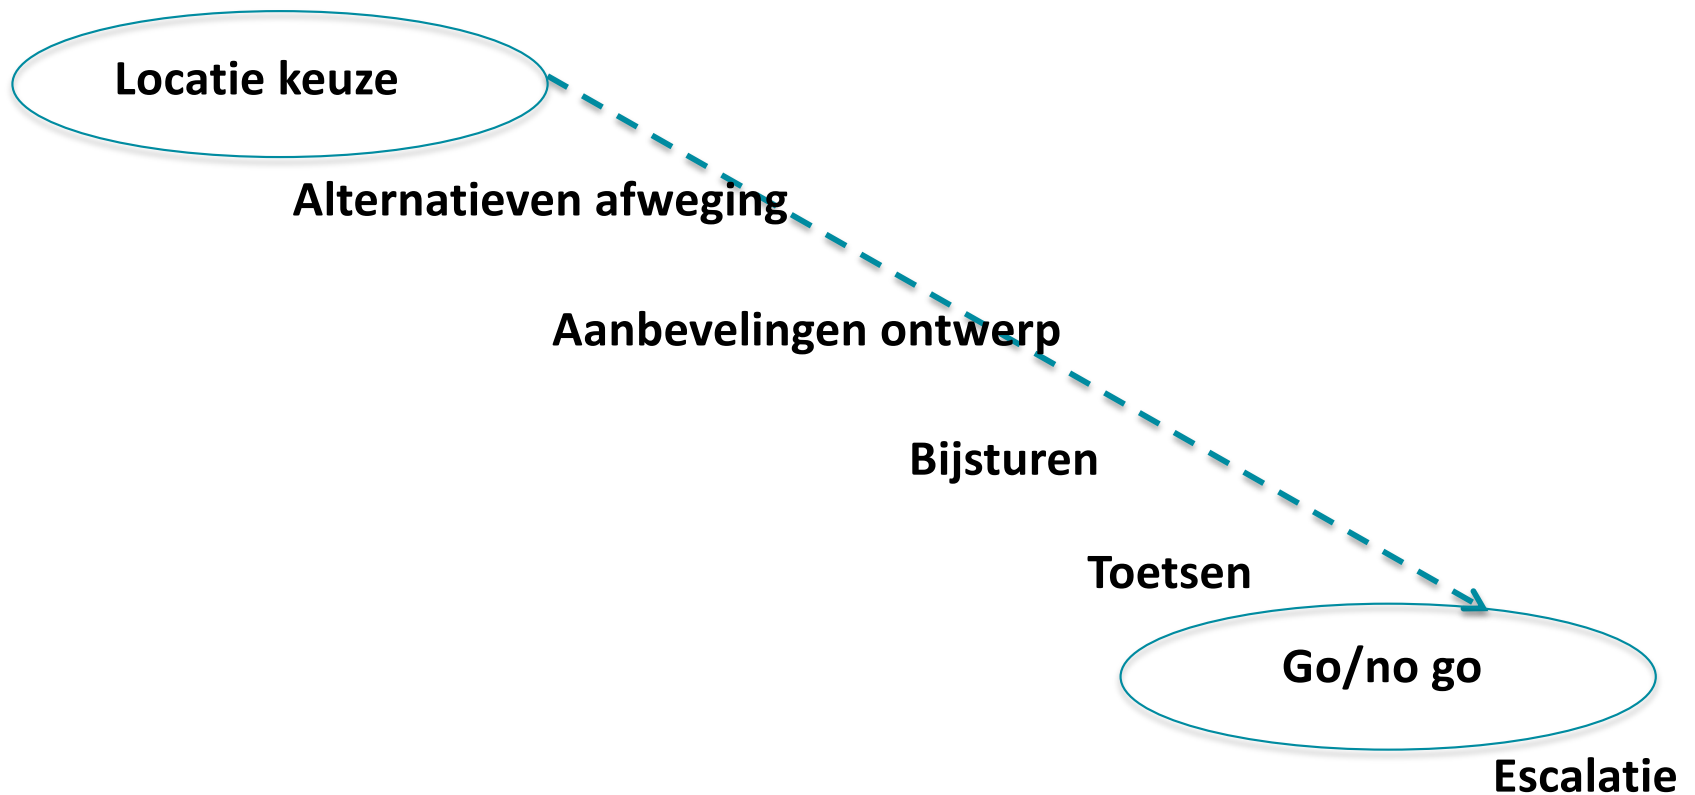 Locatie keuze
Alternatieven afweging
Aanbevelingen ontwerp
Bijsturen
Toetsen
Go/no go
Escalatie